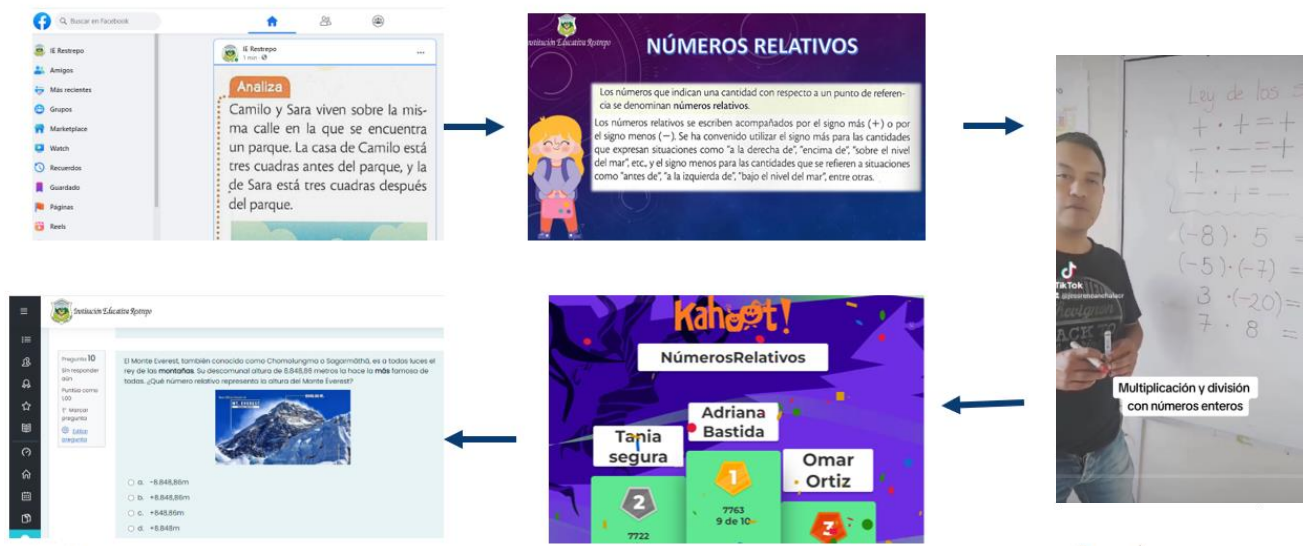 Buscar en Facebook
IE Restrepo
Amigos
Más recientes
Grupos
Marketplace
Watch
Recuerdos
Guardado
Páginas
Reels
IE Restrepo
1 min
Analiza
Camilo y Sara viven sobre la mis-
ma calle en la que se encuentra
un parque. La casa de Camilo está
tres cuadras antes del parque, y la
de Sara está tres cuadras después
del parque.
Institución Educativa Restrepo
NÚMEROS RELATIVOS
Los números que indican una cantidad con respecto a un punto de referen-
cia se denominan números relativos.
Los números relativos se escriben acompañados por el signo más (+) o por
el signo menos (−). Se ha convenido utilizar el signo más para las cantidades
que expresan situaciones como "a la derecha de", "encima de", "sobre el nivel
del mar", etc, y el signo menos para las cantidades que se refieren a situaciones
como "antes de", "a la izquierda de", "bajo el nivel del mar", entre otras.
Ley de los
+ · + = +
− · − = +
+ · − = −
− · + = −
(−8) · 5 =
(−5) · (−7) =
3 · (−20) =
7 · 8 =
TikTok
Multiplicación y división
con números enteros
Kahoot!
NúmerosRelativos
Adriana
Bastida
Tania
segura
Omar
Ortiz
1
7763
9 de 10
2
7722
3
Institución Educativa Restrepo
Pregunta 10
Sin responder
aún
Puntúa como
1,00
Marcar
pregunta
Editar
pregunta
El Monte Everest, también conocido como Chomolungma o Sagarmāthā, es a todas luces el
rey de las montañas. Su descomunal altura de 8.848,86 metros la hace la más famosa de
todas. ¿Qué número relativo representa la altura del Monte Everest?
MT. EVEREST
a. -8.848,86m
b. +8.848,86m
c. +848,86m
d. +8.848m